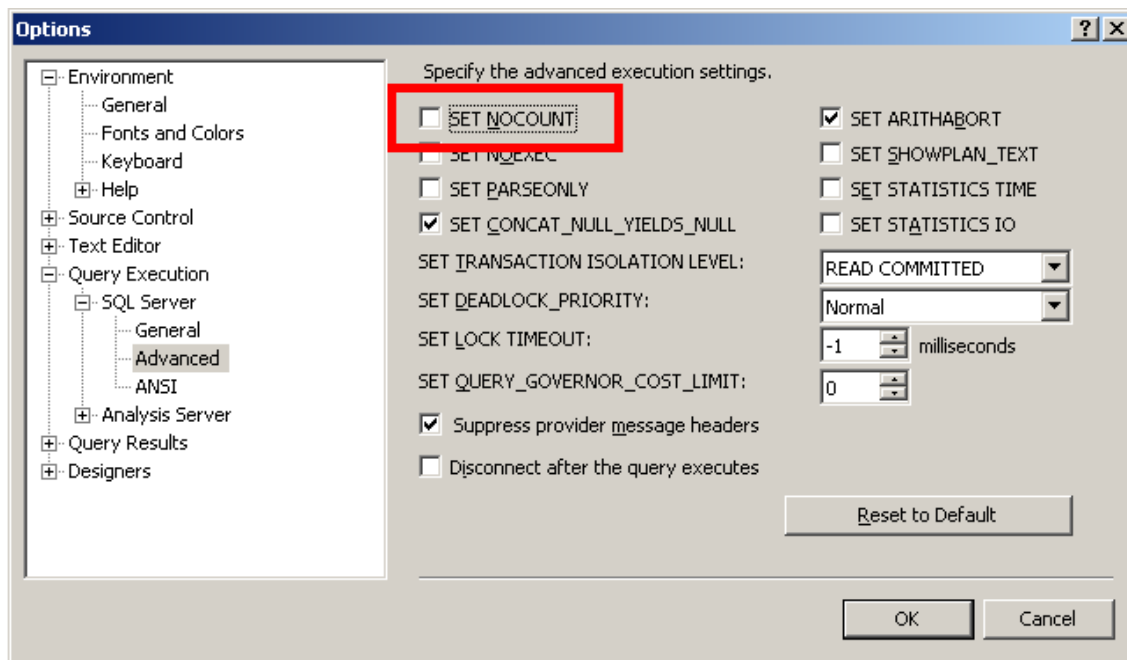 Options
Environment
General
Fonts and Colors
Keyboard
Help
Source Control
Text Editor
Query Execution
SQL Server
General
Advanced
ANSI
Analysis Server
Query Results
Designers
Specify the advanced execution settings.
SET NOCOUNT
SET NOEXEC
SET PARSEONLY
SET CONCAT_NULL_YIELDS_NULL
SET ARITHABORT
SET SHOWPLAN_TEXT
SET STATISTICS TIME
SET STATISTICS IO
SET TRANSACTION ISOLATION LEVEL: READ COMMITTED
SET DEADLOCK_PRIORITY: Normal
SET LOCK TIMEOUT: -1 milliseconds
SET QUERY_GOVERNOR_COST_LIMIT: 0
Suppress provider message headers
Disconnect after the query executes
Reset to Default
OK Cancel